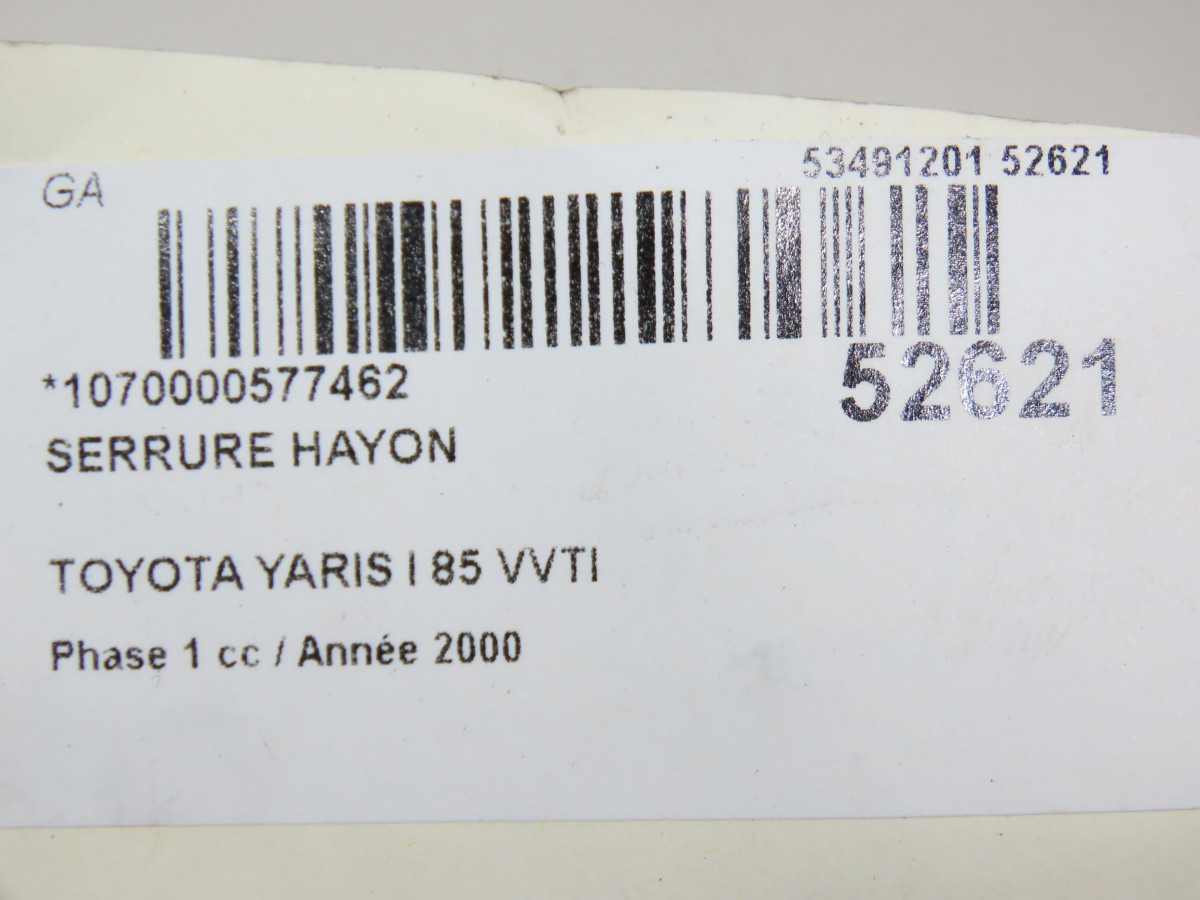 GA
53491201 52621
*1070000577462
52621
SERRURE HAYON
TOYOTA YARIS I 85 VVTI
Phase 1 cc / Année 2000